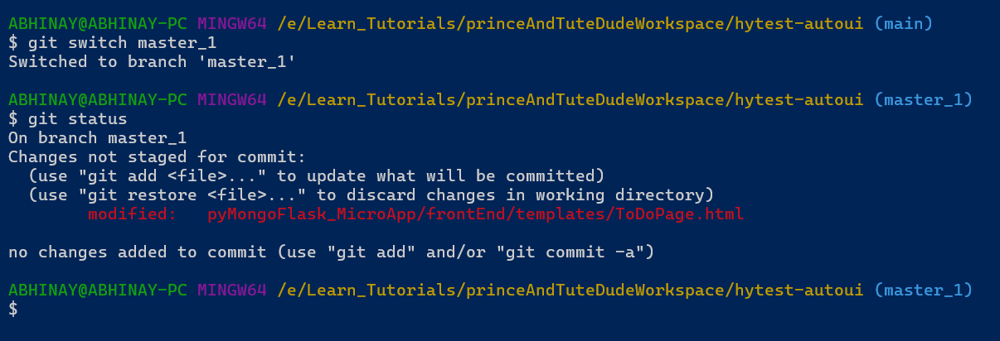 ABHINAY@ABHINAY-PC MINGW64 /e/Learn_Tutorials/princeAndTuteDudeWorkspace/hytest-autoui (main)
$ git switch master_1
Switched to branch 'master_1'

ABHINAY@ABHINAY-PC MINGW64 /e/Learn_Tutorials/princeAndTuteDudeWorkspace/hytest-autoui (master_1)
$ git status
On branch master_1
Changes not staged for commit:
  (use "git add <file>..." to update what will be committed)
  (use "git restore <file>..." to discard changes in working directory)
        modified:   pyMongoFlask_MicroApp/frontEnd/templates/ToDoPage.html

no changes added to commit (use "git add" and/or "git commit -a")

ABHINAY@ABHINAY-PC MINGW64 /e/Learn_Tutorials/princeAndTuteDudeWorkspace/hytest-autoui (master_1)
$